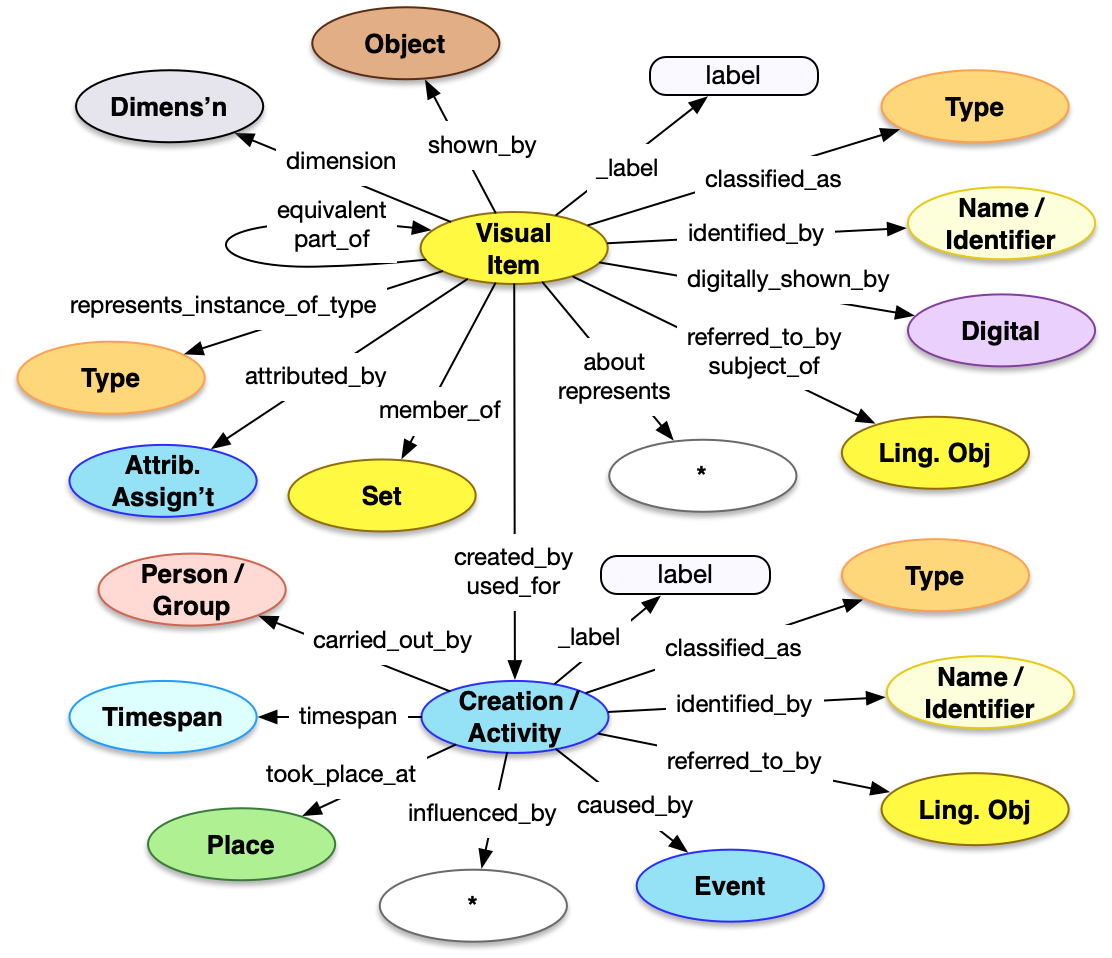 Object
label
Type
Dimens’n
shown_by
dimension
_label
classified_as
equivalent
part_of
Visual
Item
identified_by
Name /
Identifier
digitally_shown_by
Digital
represents_instance_of_type
referred_to_by
subject_of
about
represents
Type
attributed_by
member_of
Ling. Obj
Attrib.
Assign’t
Set
*
created_by
used_for
label
Type
Person /
Group
carried_out_by
_label
classified_as
Timespan
timespan
Creation /
Activity
identified_by
Name /
Identifier
took_place_at
referred_to_by
influenced_by
caused_by
Ling. Obj
Place
*
Event